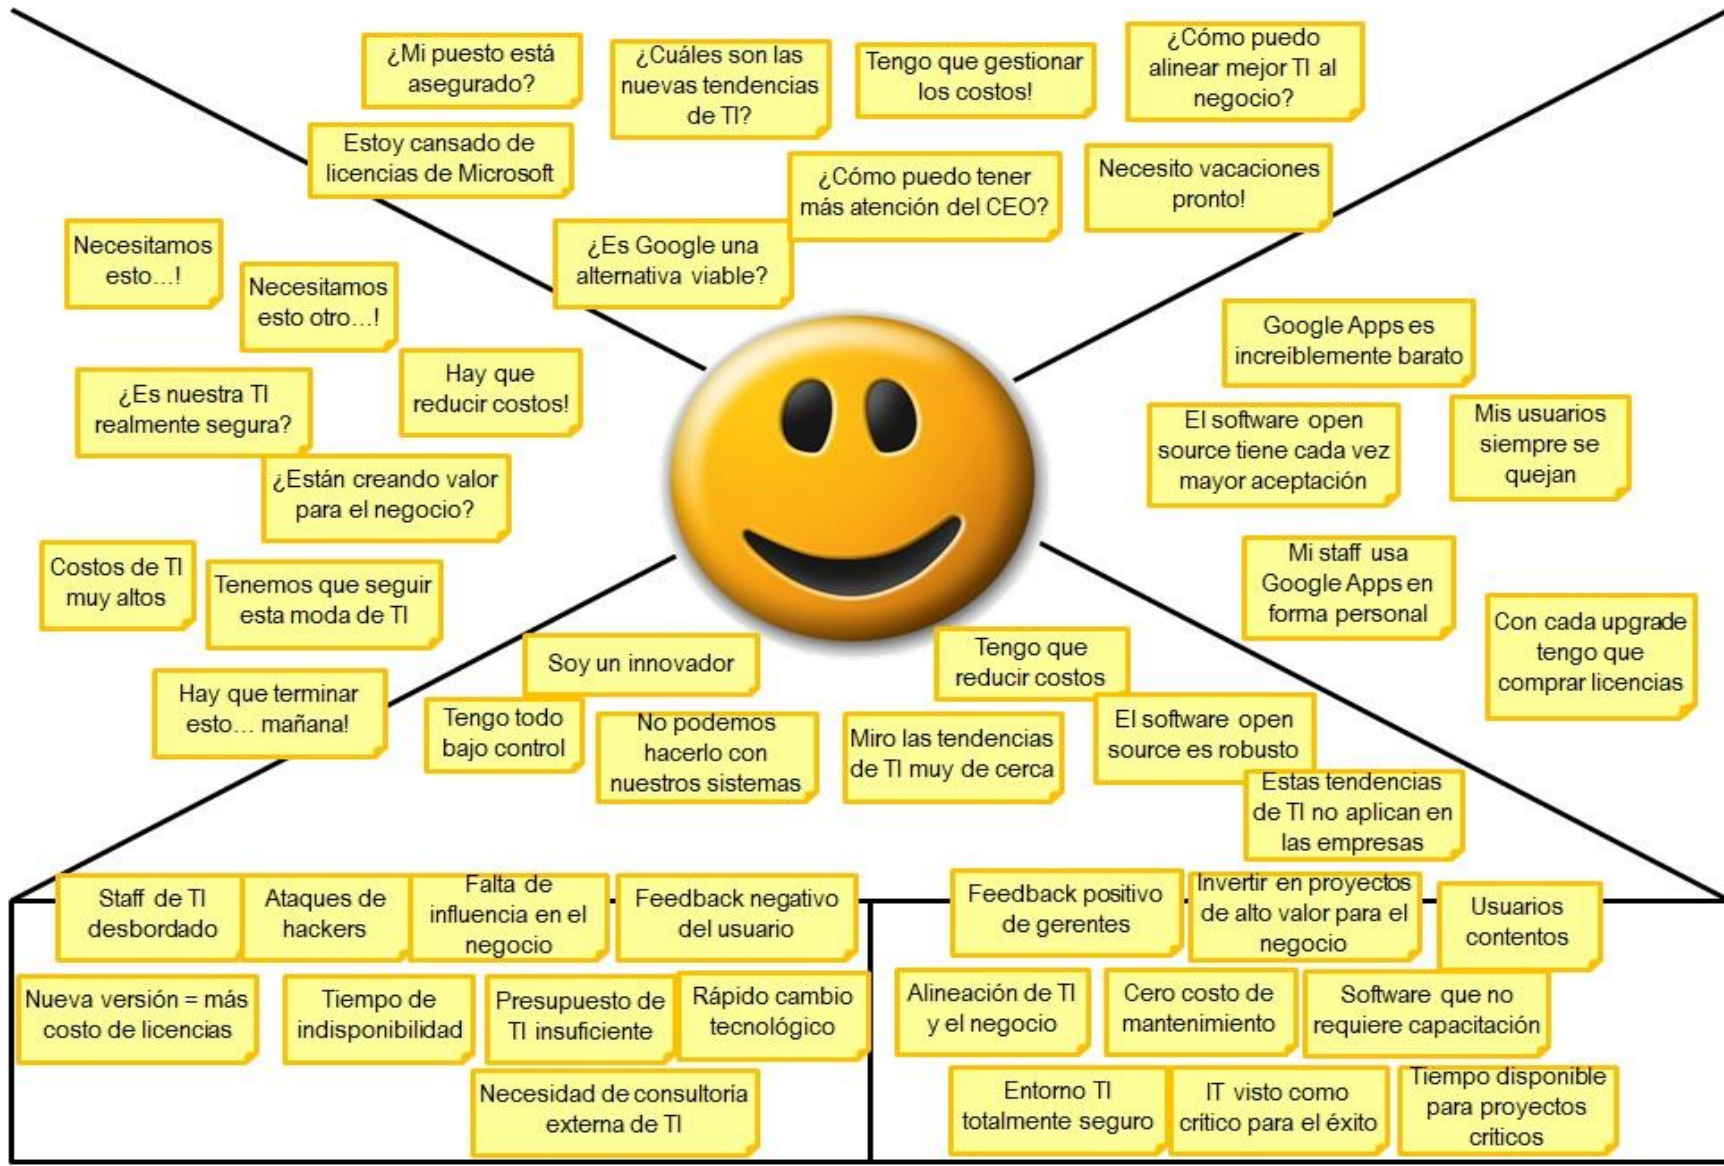 ¿Mi puesto está
asegurado?
¿Cuáles son las
nuevas tendencias
de TI?
Tengo que gestionar
los costos!
¿Cómo puedo
alinear mejor TI al
negocio?
Estoy cansado de
licencias de Microsoft
¿Cómo puedo tener
más atención del CEO?
Necesito vacaciones
pronto!
¿Es Google una
alternativa viable?
Necesitamos
esto...!
Necesitamos
esto otro...!
Hay que
reducir costos!
¿Es nuestra TI
realmente segura?
¿Están creando valor
para el negocio?
Costos de TI
muy altos
Tenemos que seguir
esta moda de TI
Hay que terminar
esto... mañana!
Google Apps es
increíblemente barato
El software open
source tiene cada vez
mayor aceptación
Mis usuarios
siempre se
quejan
Mi staff usa
Google Apps en
forma personal
Con cada upgrade
tengo que
comprar licencias
Soy un innovador
Tengo que
reducir costos
Tengo todo
bajo control
No podemos
hacerlo con
nuestros sistemas
Miro las tendencias
de TI muy de cerca
El software open
source es robusto
Estas tendencias
de TI no aplican en
las empresas
Staff de TI
desbordado
Ataques de
hackers
Falta de
influencia en el
negocio
Feedback negativo
del usuario
Nueva versión = más
costo de licencias
Tiempo de
indisponibilidad
Presupuesto de
TI insuficiente
Rápido cambio
tecnológico
Necesidad de consultoría
externa de TI
Feedback positivo
de gerentes
Invertir en proyectos
de alto valor para el
negocio
Usuarios
contentos
Alineación de TI
y el negocio
Cero costo de
mantenimiento
Software que no
requiere capacitación
Entorno TI
totalmente seguro
IT visto como
crítico para el éxito
Tiempo disponible
para proyectos
críticos